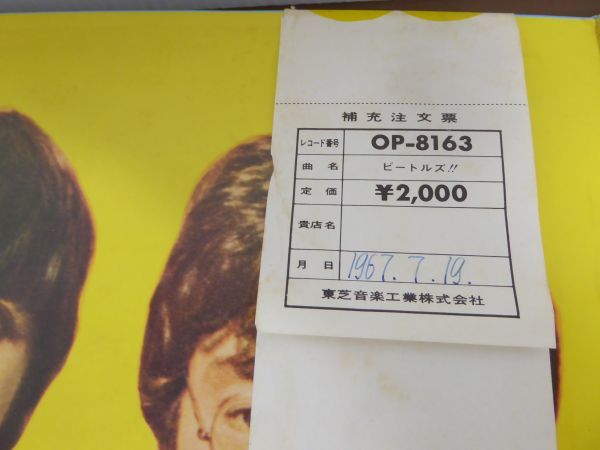 補充注文票
レコード番号 OP-8163
曲名 ビートルズ!!
定価 ¥2,000
貴店名
月日 1967.7.19.
東芝音楽工業株式会社